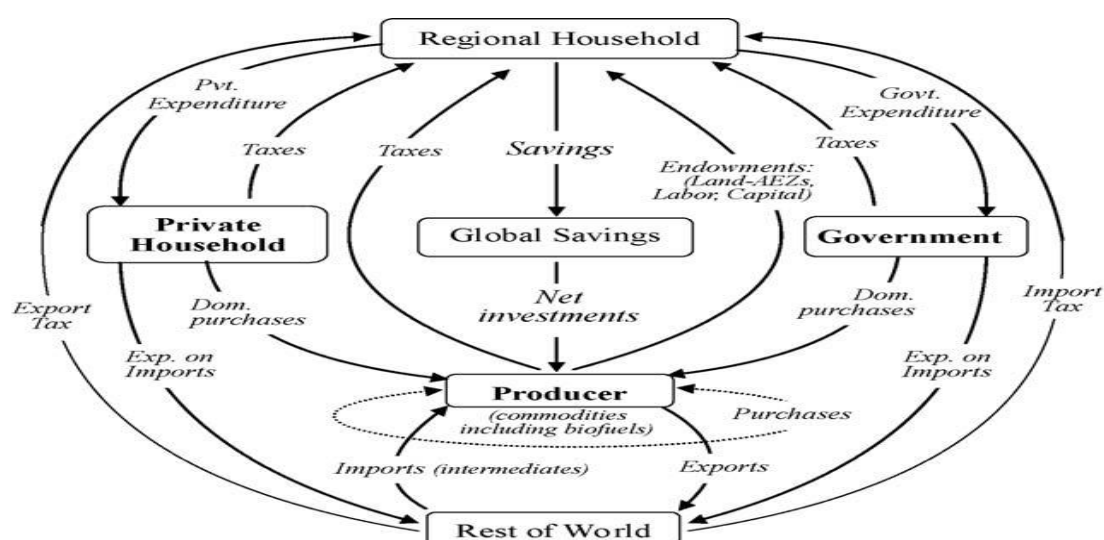 Regional Household
Pvt.
Expenditure
Govt.
Expenditure
Taxes
Taxes
Savings
Taxes
Endowments:
(Land-AEZs,
Labor, Capital)
Private
Household
Global Savings
Government
Export
Tax
Dom.
purchases
Net
investments
Dom.
purchases
Import
Tax
Exp. on
Imports
Exp. on
Imports
Producer
(commodities
including biofuels)
Purchases
Imports (intermediates)
Exports
Rest of World